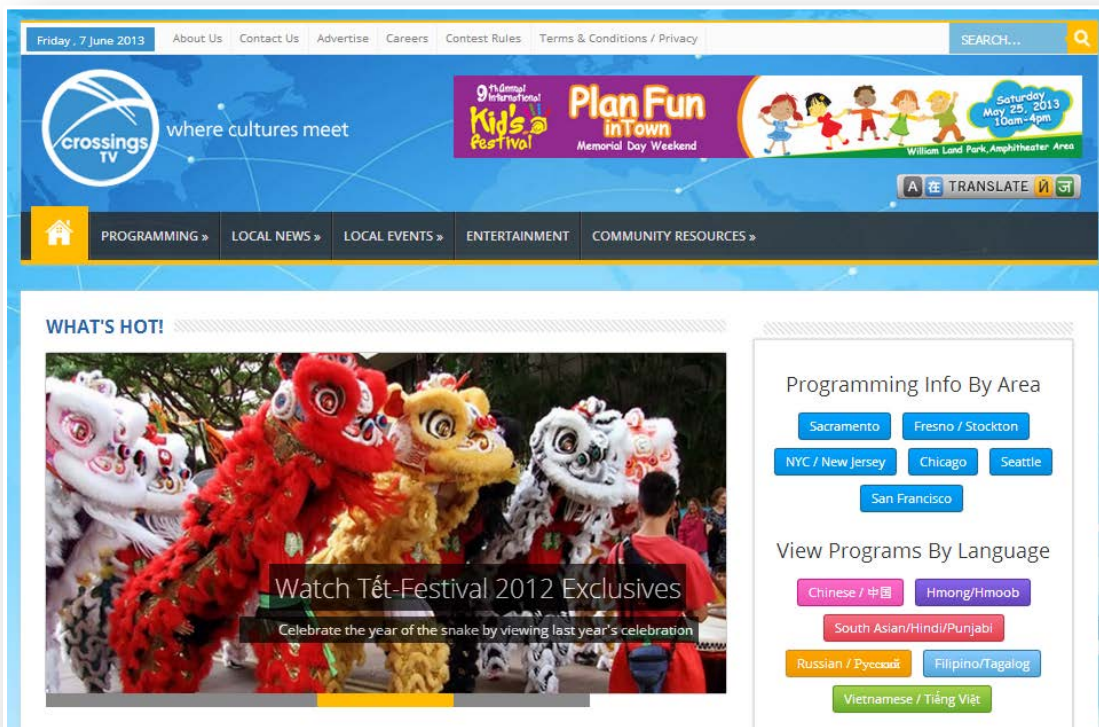 Friday, 7 June 2013 About Us Contact Us Advertise Careers Contest Rules Terms & Conditions / Privacy SEARCH...
crossings
TV
where cultures meet
9th Annual
International
Kid's
Festival
Plan Fun
in Town
Memorial Day Weekend
Saturday
May 25, 2013
10am-4pm
William Land Park, Amphitheater Area
A 在 TRANSLATE Й ज
PROGRAMMING » LOCAL NEWS » LOCAL EVENTS » ENTERTAINMENT COMMUNITY RESOURCES »
WHAT'S HOT!
Watch Tết-Festival 2012 Exclusives
Celebrate the year of the snake by viewing last year's celebration
Programming Info By Area
Sacramento Fresno / Stockton
NYC / New Jersey Chicago Seattle
San Francisco
View Programs By Language
Chinese / 中国 Hmong/Hmoob
South Asian/Hindi/Punjabi
Russian / Русский Filipino/Tagalog
Vietnamese / Tiếng Việt